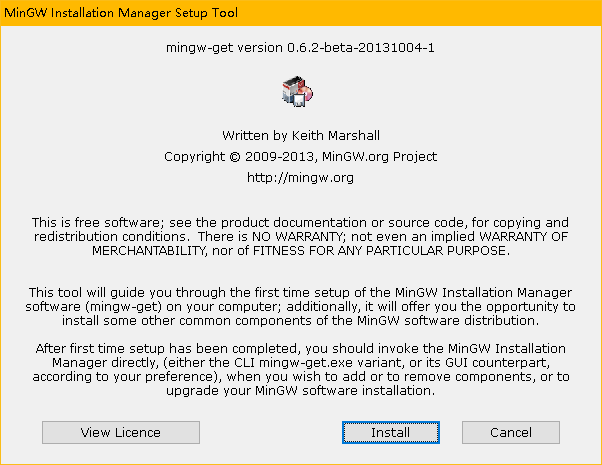 MinGW Installation Manager Setup Tool
mingw-get version 0.6.2-beta-20131004-1
Written by Keith Marshall
Copyright © 2009-2013, MinGW.org Project
http://mingw.org
This is free software; see the product documentation or source code, for copying and
redistribution conditions.  There is NO WARRANTY; not even an implied WARRANTY OF
MERCHANTABILITY, nor of FITNESS FOR ANY PARTICULAR PURPOSE.
This tool will guide you through the first time setup of the MinGW Installation Manager
software (mingw-get) on your computer; additionally, it will offer you the opportunity to
install some other common components of the MinGW software distribution.
After first time setup has been completed, you should invoke the MinGW Installation
Manager directly, (either the CLI mingw-get.exe variant, or its GUI counterpart,
according to your preference), when you wish to add or to remove components, or to
upgrade your MinGW software installation.
View Licence
Install
Cancel